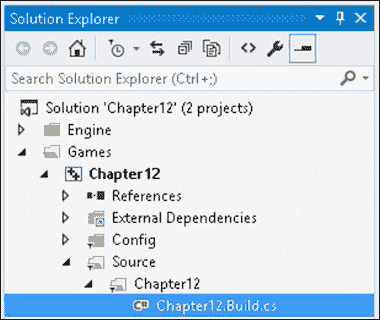 Solution Explorer
Search Solution Explorer (Ctrl+;)
Solution 'Chapter12' (2 projects)
Engine
Games
Chapter12
References
External Dependencies
Config
Source
Chapter12
Chapter12.Build.cs